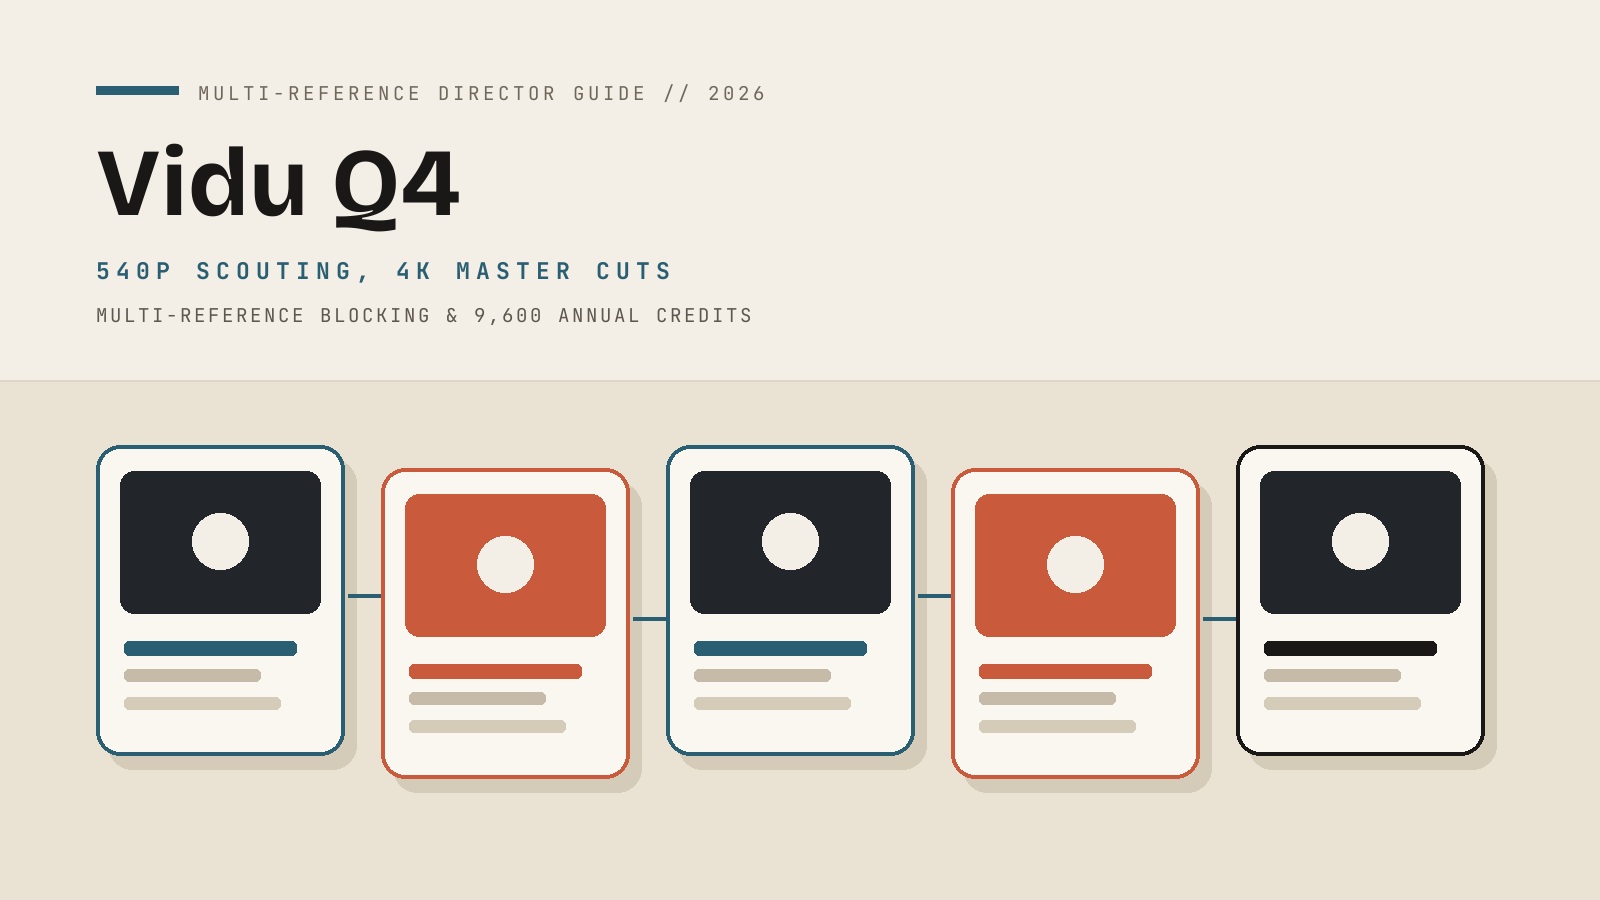 MULTI-REFERENCE DIRECTOR GUIDE // 2026
Vidu Q4
540P SCOUTING, 4K MASTER CUTS
MULTI-REFERENCE BLOCKING & 9,600 ANNUAL CREDITS